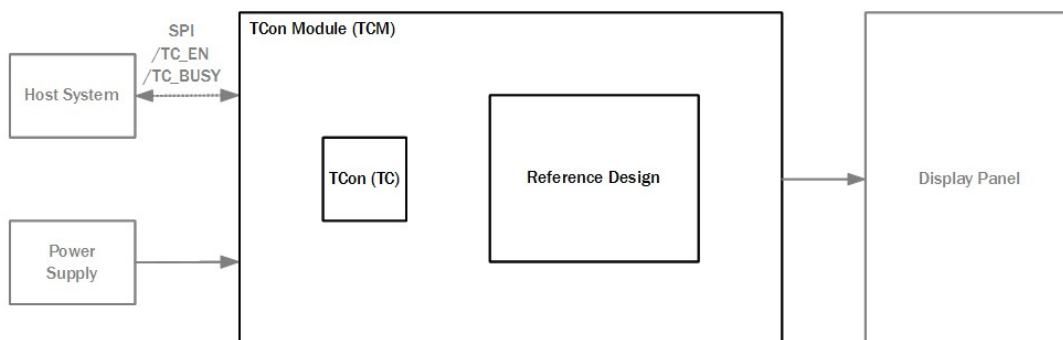 SPI
/TC_EN
/TC_BUSY
Host System
Power
Supply
TCon Module (TCM)
TCon (TC)
Reference Design
Display Panel